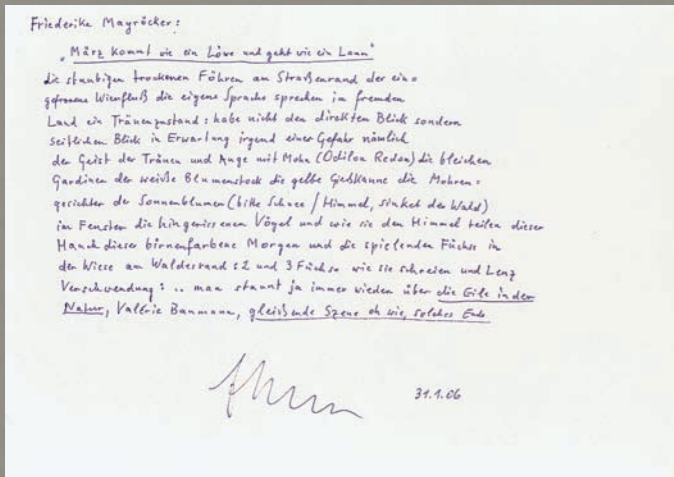 Friederike Mayröcker:
„März kommt wie ein Löwe und geht wie ein Lamm"
die staubigen trockenen Föhren am Straßenrand der ein=
gefrorene Wienfluß die eigene Sprache sprechen im fremden
Land ein Tränenzustand: habe nicht den direkten Blick sondern
seitlichen Blick in Erwartung irgend einer Gefahr nämlich
der Geist der Tränen und Auge mit Mohn (Odilon Redon) die bleichen
Gardinen der weiße Blumenstock die gelbe Gießkanne die Mohren=
gesichter der Sonnenblumen (bitte Schnee / Himmel, sinket der Wald)
im Fenster die hingerissenen Vögel und wie sie den Himmel teilen dieser
Hauch dieser birnenfarbene Morgen und die spielenden Füchse in
der Wiese am Waldesrand : 2 und 3 Füchse wie sie schreien und Lenz
Verschwendung : .. man staunt ja immer wieder über die Eile in der
Natur, Valérie Baumann, gleißende Szene oh wie, solches Ende
31.1.06